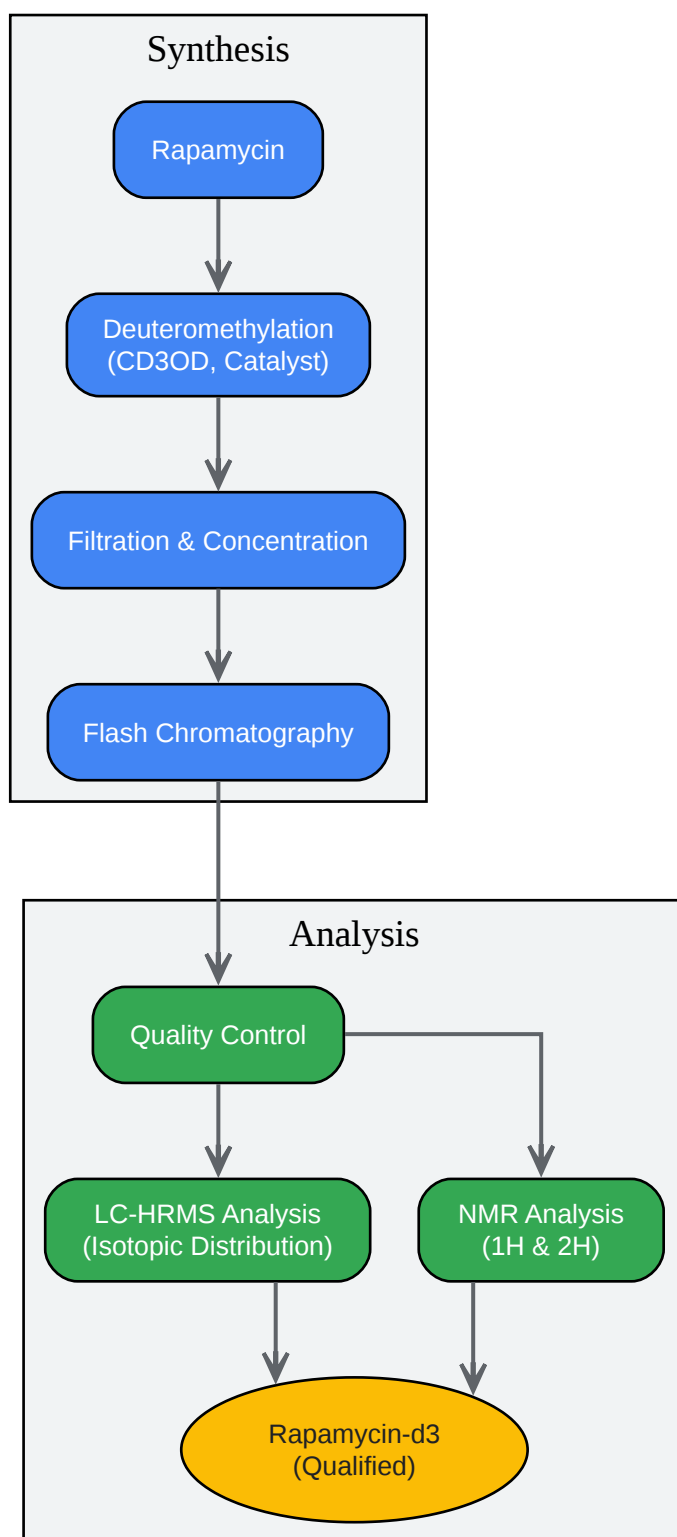 Synthesis
Rapamycin
Deuteromethylation
(CD3OD, Catalyst)
Filtration & Concentration
Flash Chromatography
Analysis
Quality Control
LC-HRMS Analysis
(Isotopic Distribution)
NMR Analysis
(1H & 2H)
Rapamycin-d3
(Qualified)